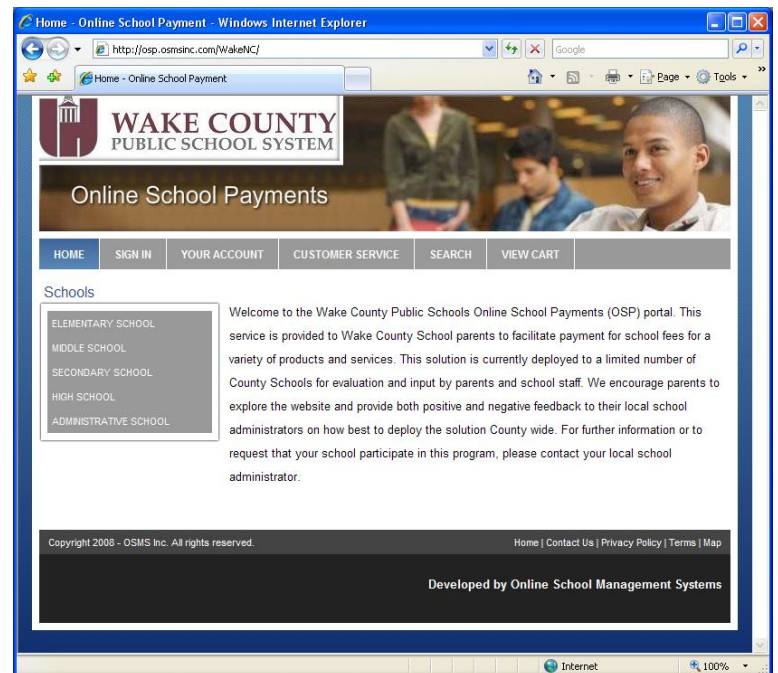 Home - Online School Payment - Windows Internet Explorer
http://osp.osmsinc.com/WakeNC/
Google
Home - Online School Payment
Page
Tools
WAKE COUNTY
PUBLIC SCHOOL SYSTEM
Online School Payments
HOME SIGN IN YOUR ACCOUNT CUSTOMER SERVICE SEARCH VIEW CART
Schools
ELEMENTARY SCHOOL
MIDDLE SCHOOL
SECONDARY SCHOOL
HIGH SCHOOL
ADMINISTRATIVE SCHOOL
Welcome to the Wake County Public Schools Online School Payments (OSP) portal. This
service is provided to Wake County School parents to facilitate payment for school fees for a
variety of products and services. This solution is currently deployed to a limited number of
County Schools for evaluation and input by parents and school staff. We encourage parents to
explore the website and provide both positive and negative feedback to their local school
administrators on how best to deploy the solution County wide. For further information or to
request that your school participate in this program, please contact your local school
administrator.
Copyright 2008 - OSMS Inc. All rights reserved.
Home | Contact Us | Privacy Policy | Terms | Map
Developed by Online School Management Systems
Internet
100%